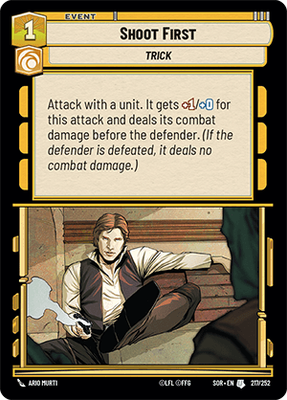 EVENT
1
SHOOT FIRST
TRICK
Attack with a unit. It gets +1/+0 for
this attack and deals its combat
damage before the defender. (If the
defender is defeated, it deals no
combat damage.)
ARIO MURTI
©LFL ©FFG
SOR • EN
217/252